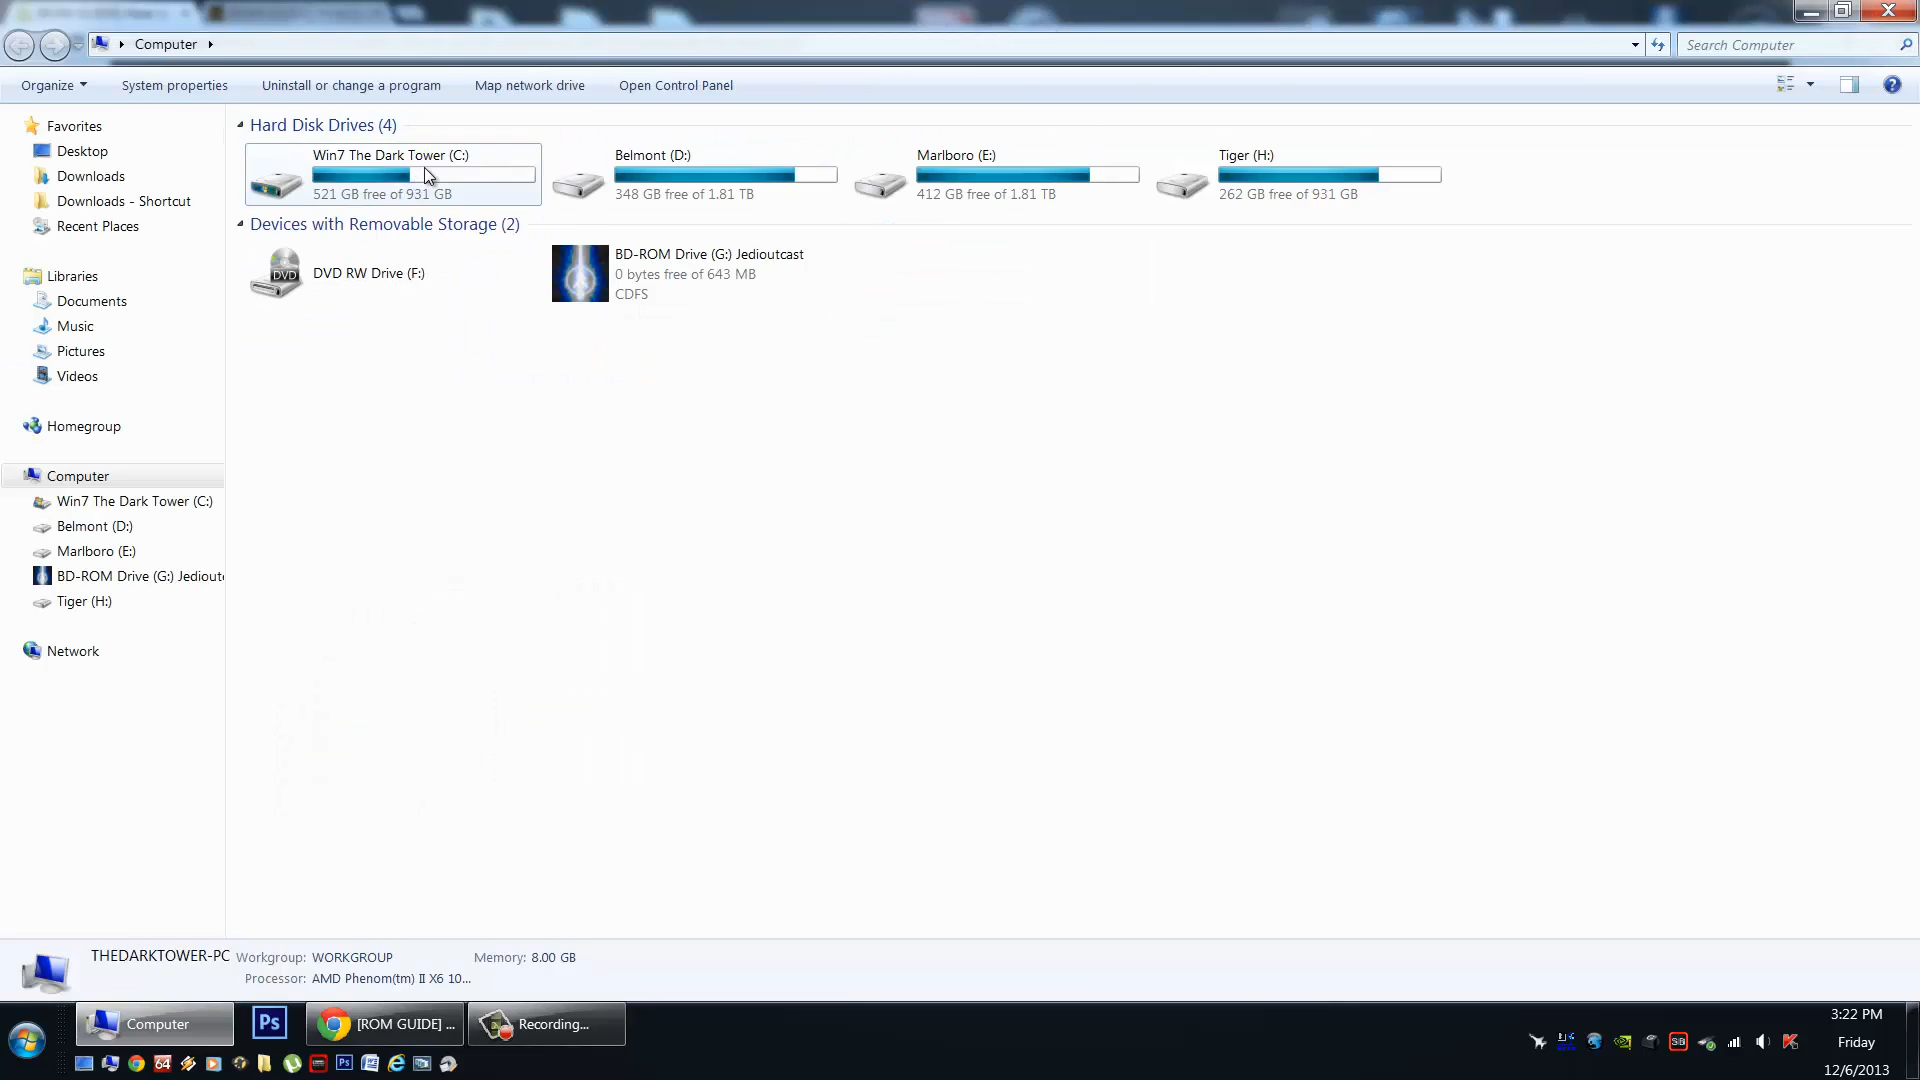 Computer
Search Computer
Organize
System properties
Uninstall or change a program
Map network drive
Open Control Panel
Favorites
Desktop
Downloads
Downloads - Shortcut
Recent Places
Libraries
Documents
Music
Pictures
Videos
Homegroup
Computer
Win7 The Dark Tower (C:)
Belmont (D:)
Marlboro (E:)
BD-ROM Drive (G:) Jediout
Tiger (H:)
Network
Hard Disk Drives (4)
Win7 The Dark Tower (C:)
521 GB free of 931 GB
Belmont (D:)
348 GB free of 1.81 TB
Marlboro (E:)
412 GB free of 1.81 TB
Tiger (H:)
262 GB free of 931 GB
Devices with Removable Storage (2)
DVD
DVD RW Drive (F:)
BD-ROM Drive (G:) Jedioutcast
0 bytes free of 643 MB
CDFS
THEDARKTOWER-PC
Workgroup: WORKGROUP
Memory: 8.00 GB
Processor: AMD Phenom(tm) II X6 10...
Computer
Ps
[ROM GUIDE] ...
Recording...
64
3:22 PM
Friday
12/6/2013